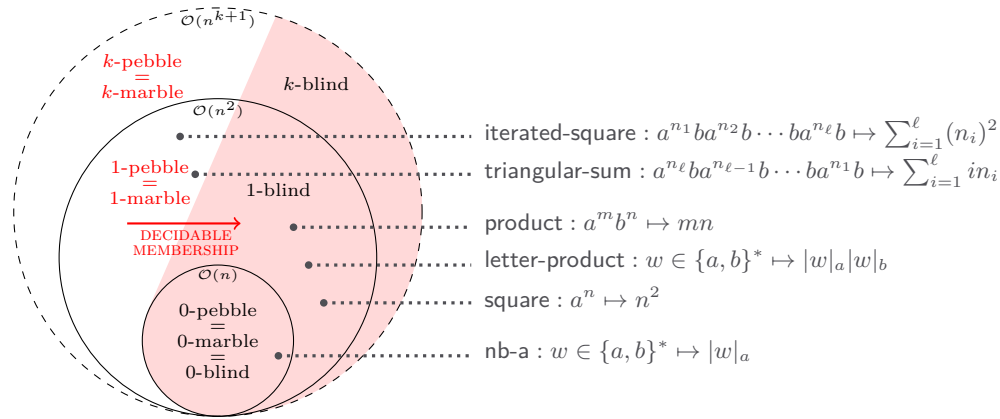 𝒪(n^{k+1})
k-pebble
=
k-marble
k-blind
𝒪(n^2)
iterated-square : a^{n_1}ba^{n_2}b ⋯ ba^{n_ℓ}b ↦ ∑_{i=1}^{ℓ} (n_i)^2
1-pebble
=
1-marble
triangular-sum : a^{n_ℓ}ba^{n_{ℓ-1}}b ⋯ ba^{n_1}b ↦ ∑_{i=1}^{ℓ} in_i
1-blind
product : a^m b^n ↦ mn
DECIDABLE
MEMBERSHIP
letter-product : w ∈ {a, b}* ↦ |w|_a|w|_b
𝒪(n)
square : a^n ↦ n^2
0-pebble
=
0-marble
=
0-blind
nb-a : w ∈ {a, b}* ↦ |w|_a